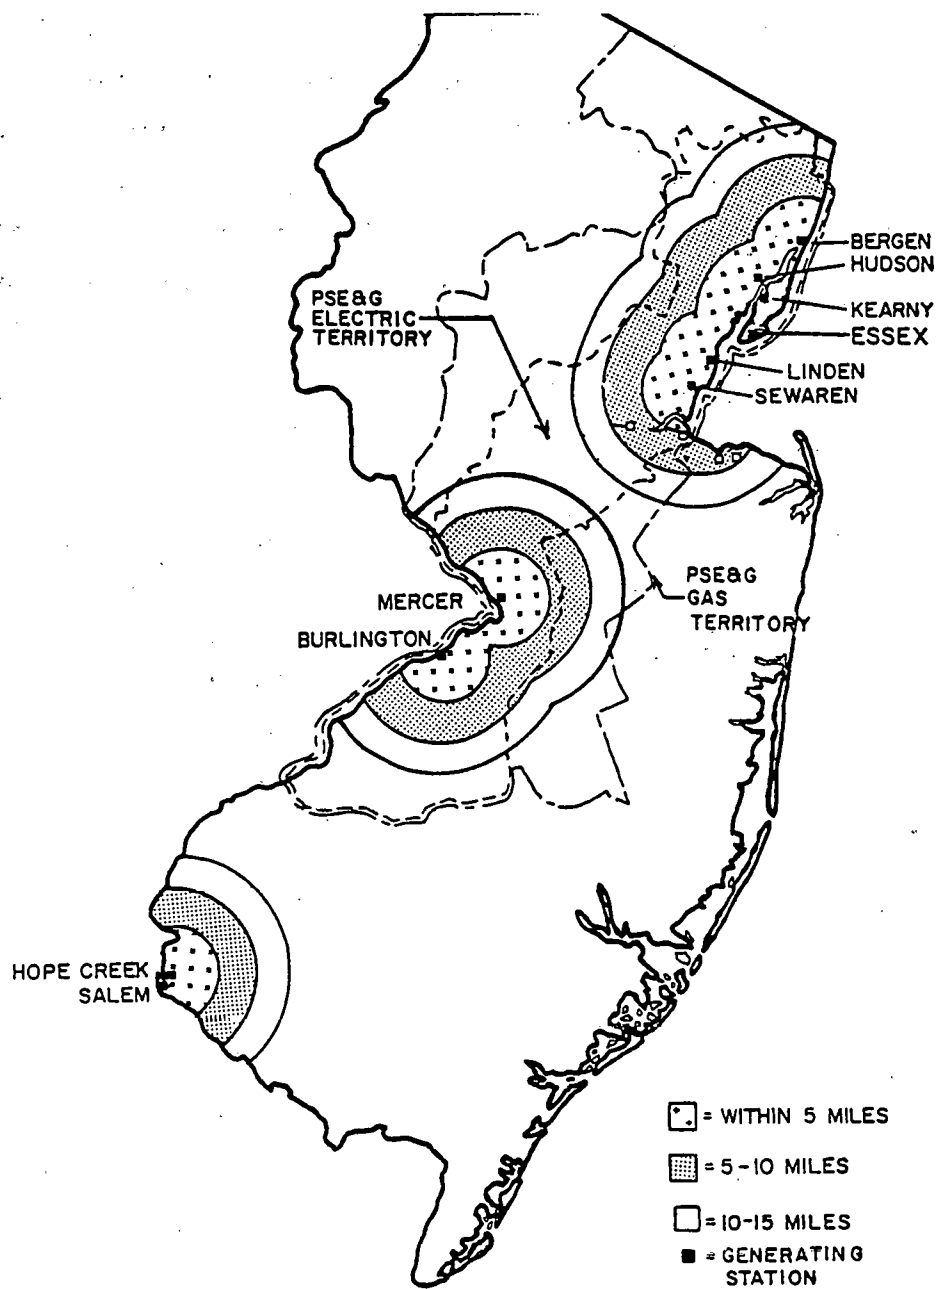 BERGEN
HUDSON
KEARNY
ESSEX
LINDEN
SEWAREN
PSE&G
ELECTRIC
TERRITORY
MERCER
BURLINGTON
PSE&G
GAS
TERRITORY
HOPE CREEK
SALEM
= WITHIN 5 MILES
= 5-10 MILES
= 10-15 MILES
= GENERATING
STATION